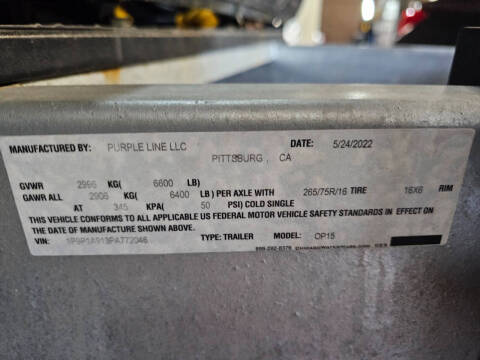 MANUFACTURED BY: PURPLE LINE LLC DATE: 5/24/2022
PITTSBURG , CA
GVWR 2996 KG( 6600 LB)
GAWR ALL 2906 KG( 6400 LB) PER AXLE WITH 265/75R/16 TIRE 16X6 RIM
AT 345 KPA( 50 PSI) COLD SINGLE
THIS VEHICLE CONFORMS TO ALL APPLICABLE US FEDERAL MOTOR VEHICLE SAFETY STANDARDS IN EFFECT ON
THE DATE OF MANUFACTURE SHOWN ABOVE.
VIN: 1P9P1A913PA772046 TYPE: TRAILER MODEL: OP15